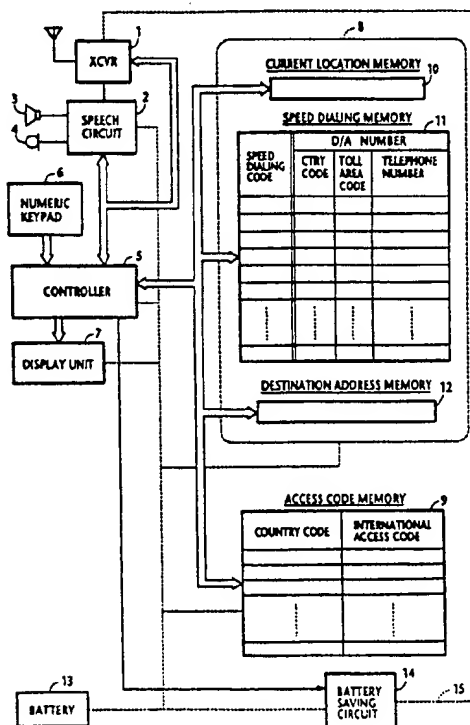 1
XCVR
2
SPEECH
CIRCUIT
3
4
6
NUMERIC
KEYPAD
5
CONTROLLER
7
DISPLAY UNIT
8
CURRENT LOCATION MEMORY
10
SPEED DIALING MEMORY
11
SPEED
DIALING
CODE
D/A NUMBER
CTRY
CODE
TOLL
AREA
CODE
TELEPHONE
NUMBER
DESTINATION ADDRESS MEMORY
12
ACCESS CODE MEMORY
9
COUNTRY CODE
INTERNATIONAL
ACCESS CODE
13
BATTERY
14
BATTERY
SAVING
CIRCUIT
15